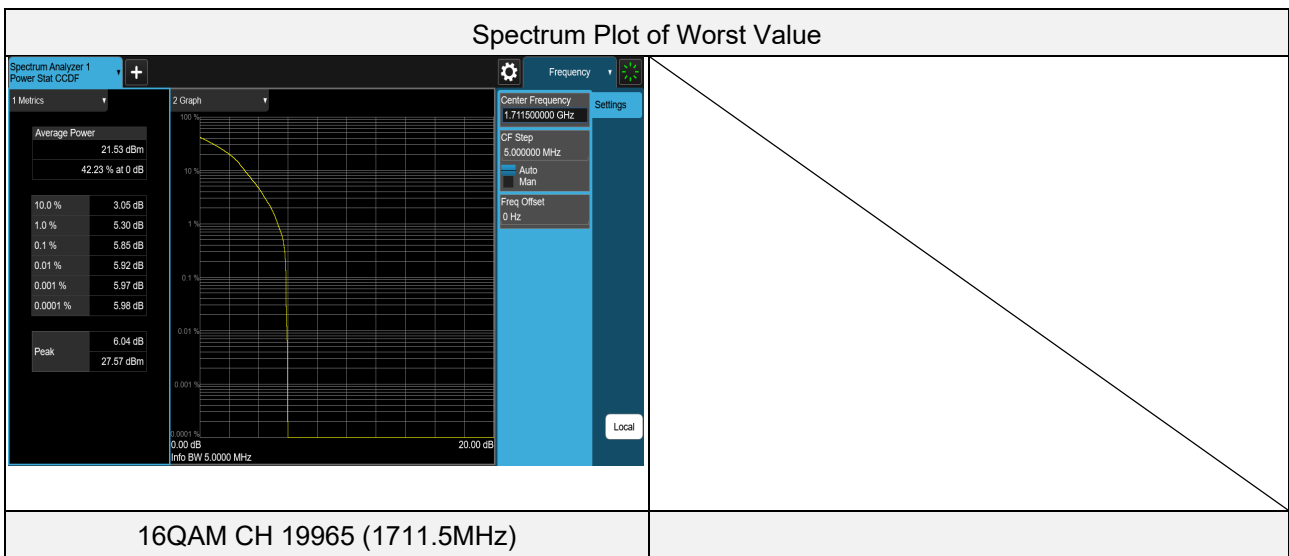 Spectrum Plot of Worst Value
Spectrum Analyzer 1
Power Stat CCDF
+
Frequency
1 Metrics
Average Power
21.53 dBm
42.23 % at 0 dB
10.0 % 3.05 dB
1.0 % 5.30 dB
0.1 % 5.85 dB
0.01 % 5.92 dB
0.001 % 5.97 dB
0.0001 % 5.98 dB
Peak
6.04 dB
27.57 dBm
2 Graph
100 %
10 %
1 %
0.1 %
0.01 %
0.001 %
0.0001 %
0.00 dB 20.00 dB
Info BW 5.0000 MHz
Center Frequency
1.711500000 GHz
CF Step
5.000000 MHz
Auto
Man
Freq Offset
0 Hz
Settings
Local
16QAM CH 19965 (1711.5MHz)